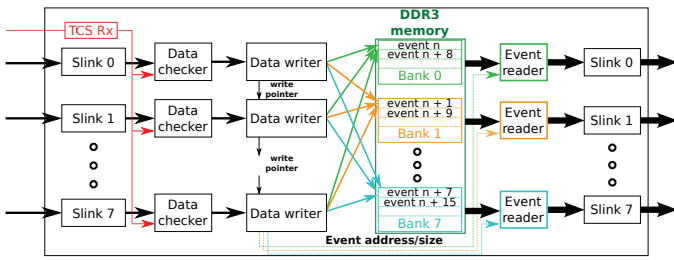 DDR3
memory
TCS Rx
Slink 0
Data
checker
Data writer
event n
event n + 8
Bank 0
Event
reader
Slink 0
write
pointer
Slink 1
Data
checker
Data writer
event n + 1
event n + 9
Bank 1
Event
reader
Slink 1
write
pointer
Slink 7
Data
checker
Data writer
event n + 7
event n + 15
Bank 7
Event
reader
Slink 7
Event address/size